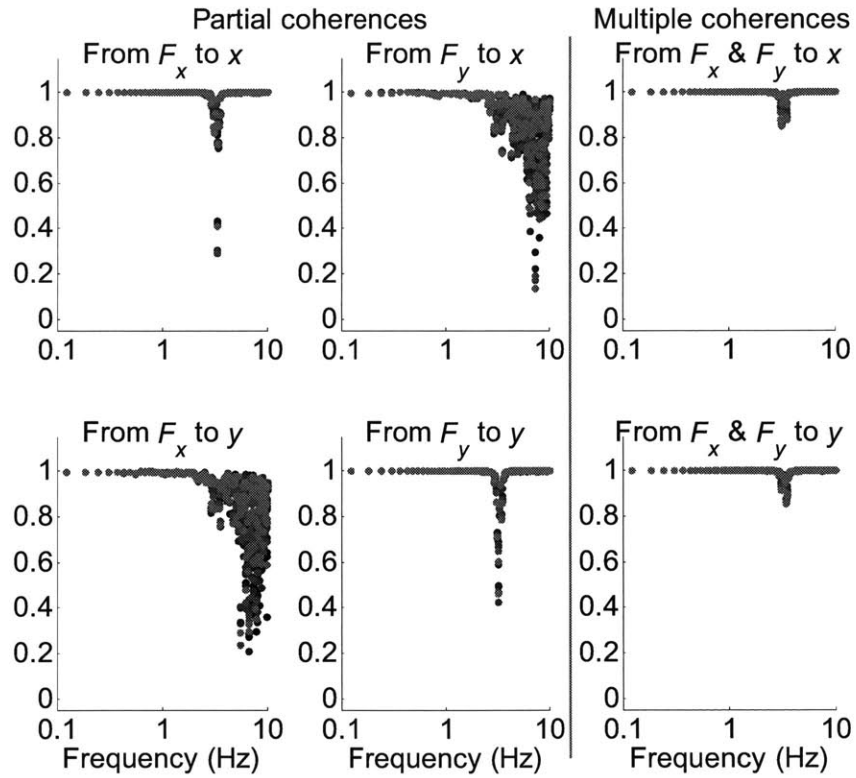 Partial coherences
Multiple coherences
From F_x to x
From F_y to x
From F_x & F_y to x
1
0.8
0.6
0.4
0.2
0
0.1 1 10
1
0.8
0.6
0.4
0.2
0
0.1 1 10
1
0.8
0.6
0.4
0.2
0
0.1 1 10
From F_x to y
From F_y to y
From F_x & F_y to y
1
0.8
0.6
0.4
0.2
0
0.1 1 10
Frequency (Hz)
1
0.8
0.6
0.4
0.2
0
0.1 1 10
Frequency (Hz)
1
0.8
0.6
0.4
0.2
0
0.1 1 10
Frequency (Hz)